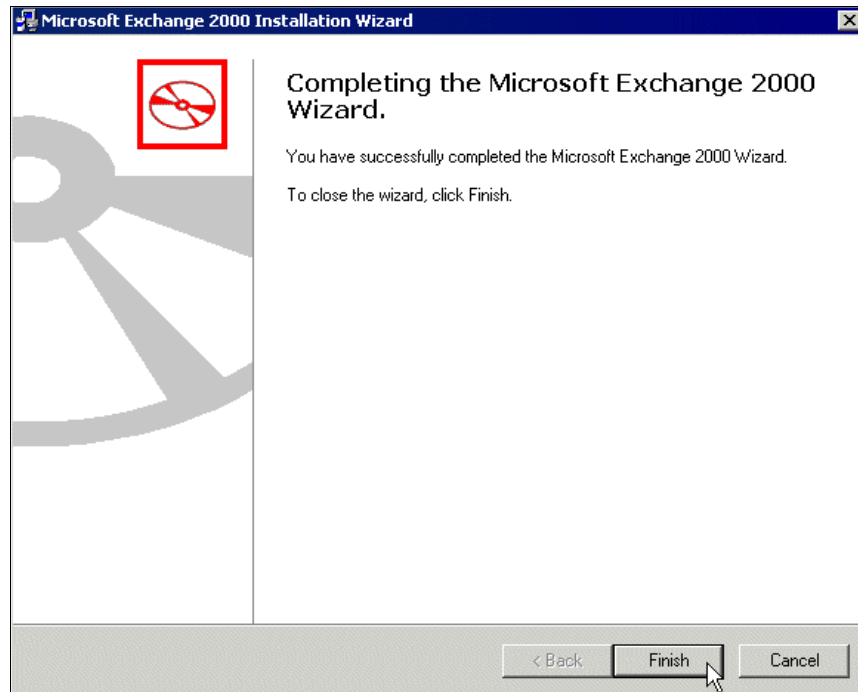 Microsoft Exchange 2000 Installation Wizard
Completing the Microsoft Exchange 2000
Wizard.
You have successfully completed the Microsoft Exchange 2000 Wizard.
To close the wizard, click Finish.
< Back Finish Cancel